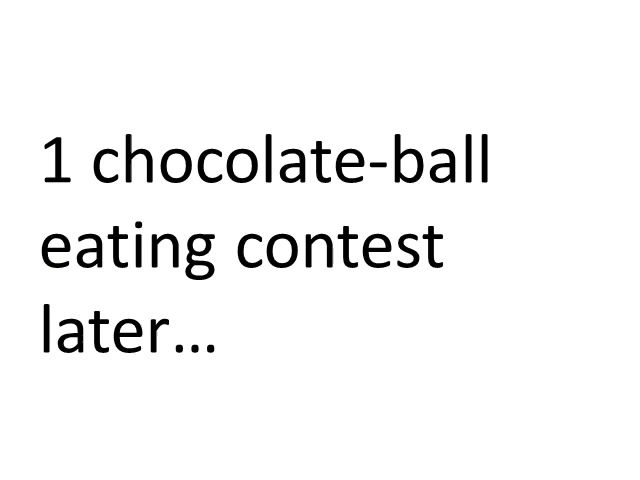 1 chocolate-ball
eating contest
later…